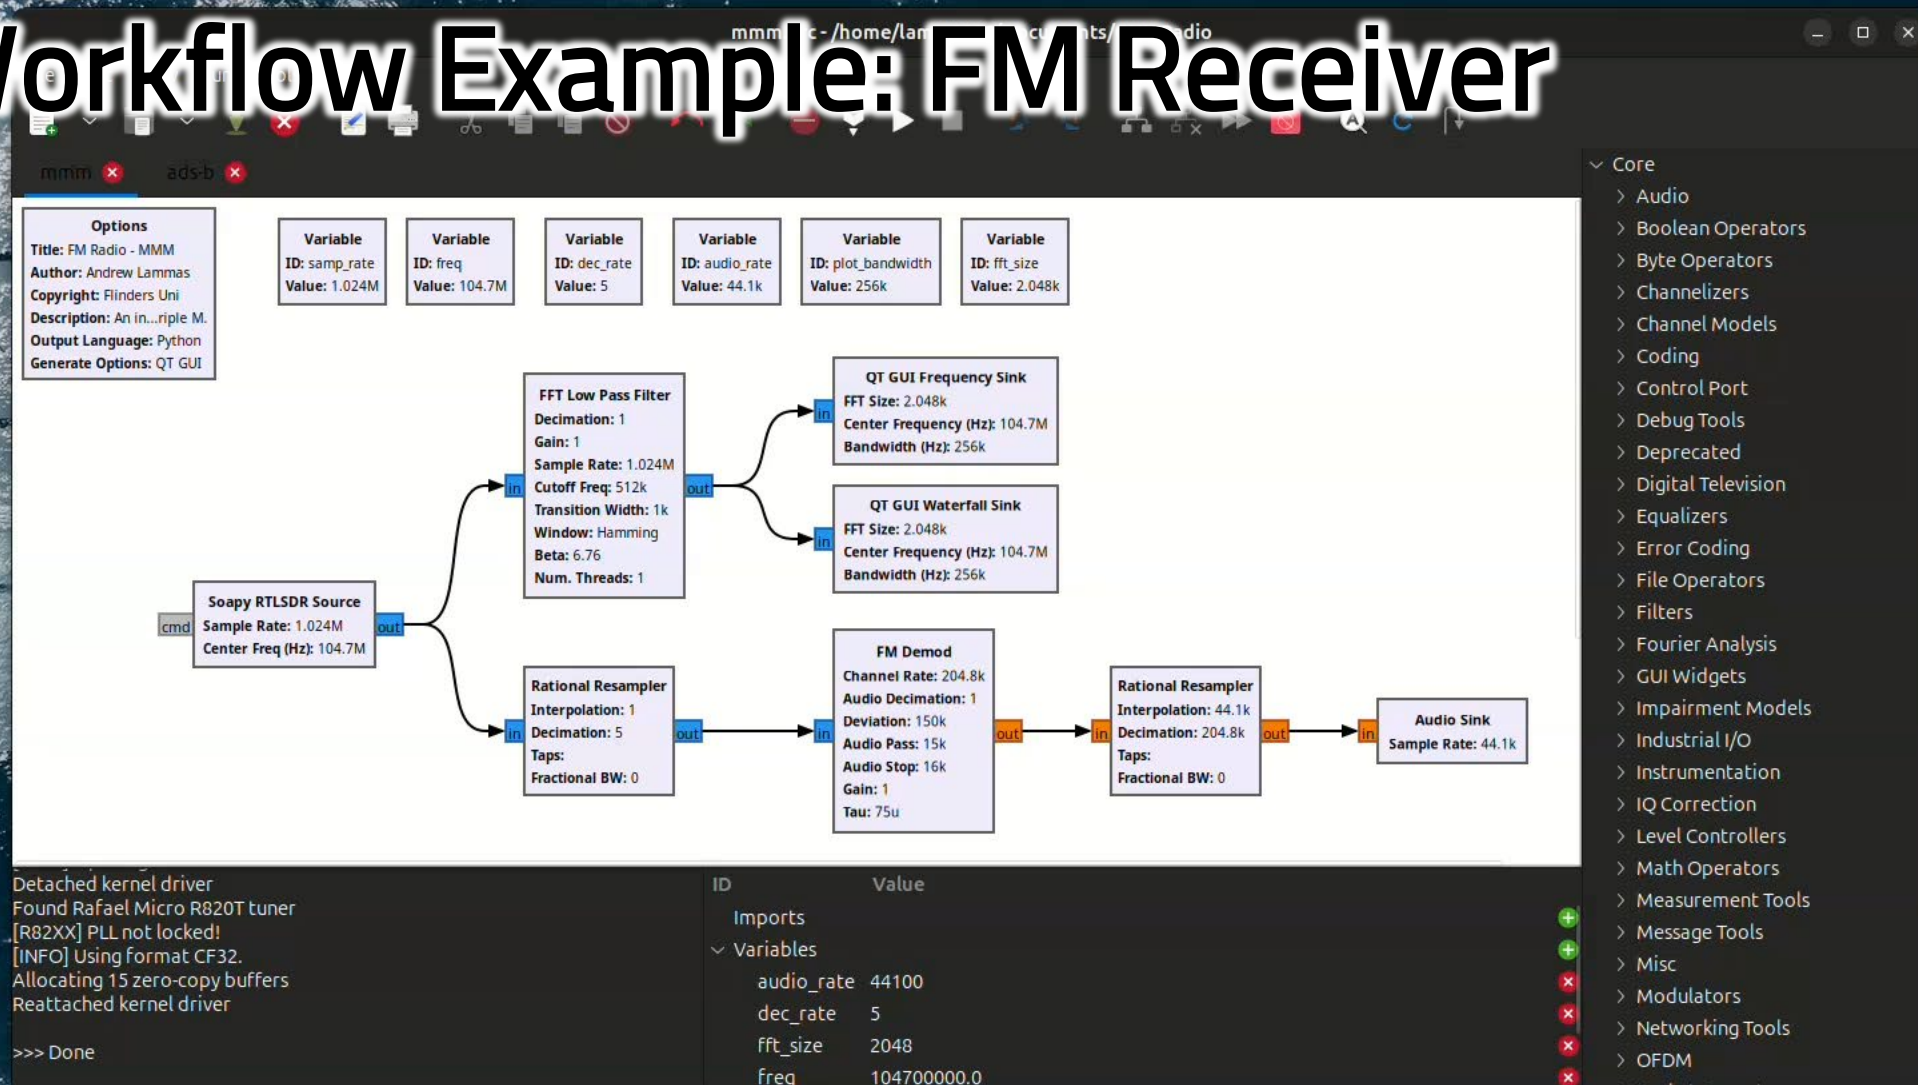 orkflow Example: FM Receiver
mmm
ads-b
Options
Title: FM Radio - MMM
Author: Andrew Lammas
Copyright: Flinders Uni
Description: An in...riple M.
Output Language: Python
Generate Options: QT GUI
Variable
ID: samp_rate
Value: 1.024M
Variable
ID: freq
Value: 104.7M
Variable
ID: dec_rate
Value: 5
Variable
ID: audio_rate
Value: 44.1k
Variable
ID: plot_bandwidth
Value: 256k
Variable
ID: fft_size
Value: 2.048k
FFT Low Pass Filter
Decimation: 1
Gain: 1
Sample Rate: 1.024M
Cutoff Freq: 512k
Transition Width: 1k
Window: Hamming
Beta: 6.76
Num. Threads: 1
in
out
QT GUI Frequency Sink
FFT Size: 2.048k
Center Frequency (Hz): 104.7M
Bandwidth (Hz): 256k
in
QT GUI Waterfall Sink
FFT Size: 2.048k
Center Frequency (Hz): 104.7M
Bandwidth (Hz): 256k
in
Soapy RTLSDR Source
Sample Rate: 1.024M
Center Freq (Hz): 104.7M
cmd
out
Rational Resampler
Interpolation: 1
Decimation: 5
Taps:
Fractional BW: 0
in
out
FM Demod
Channel Rate: 204.8k
Audio Decimation: 1
Deviation: 150k
Audio Pass: 15k
Audio Stop: 16k
Gain: 1
Tau: 75u
in
out
Rational Resampler
Interpolation: 44.1k
Decimation: 204.8k
Taps:
Fractional BW: 0
in
out
Audio Sink
Sample Rate: 44.1k
in
Detached kernel driver
Found Rafael Micro R820T tuner
[R82XX] PLL not locked!
[INFO] Using format CF32.
Allocating 15 zero-copy buffers
Reattached kernel driver
>>> Done
ID Value
Imports
Variables
audio_rate 44100
dec_rate 5
fft_size 2048
freq 104700000.0
Core
Audio
Boolean Operators
Byte Operators
Channelizers
Channel Models
Coding
Control Port
Debug Tools
Deprecated
Digital Television
Equalizers
Error Coding
File Operators
Filters
Fourier Analysis
GUI Widgets
Impairment Models
Industrial I/O
Instrumentation
IQ Correction
Level Controllers
Math Operators
Measurement Tools
Message Tools
Misc
Modulators
Networking Tools
OFDM